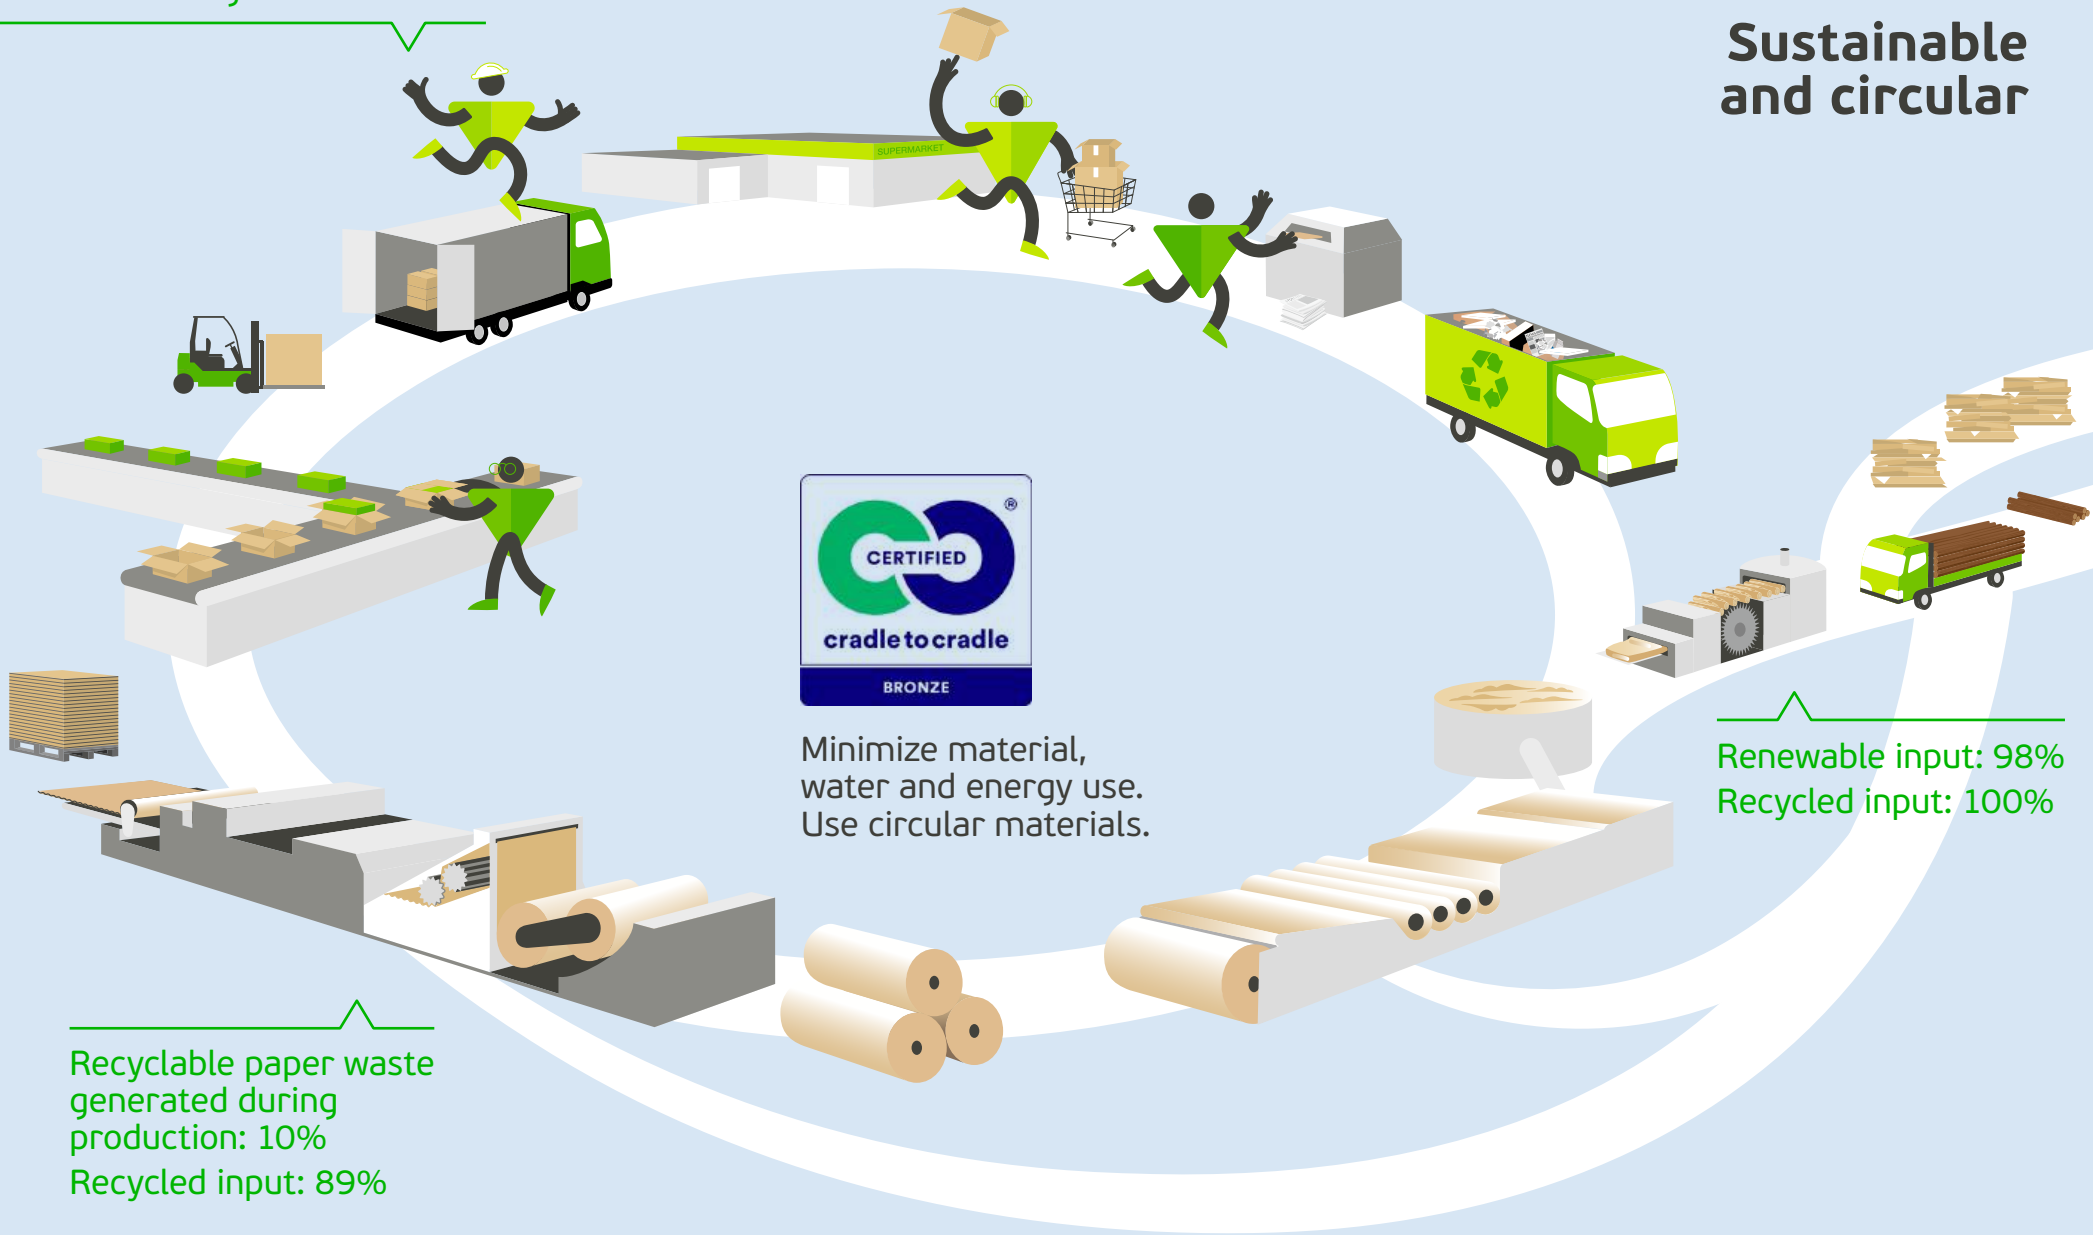 Sustainable
and circular
SUPERMARKET
®
CERTIFIED
cradle to cradle
BRONZE
Minimize material,
water and energy use.
Use circular materials.
Renewable input: 98%
Recycled input: 100%
Recyclable paper waste
generated during
production: 10%
Recycled input: 89%